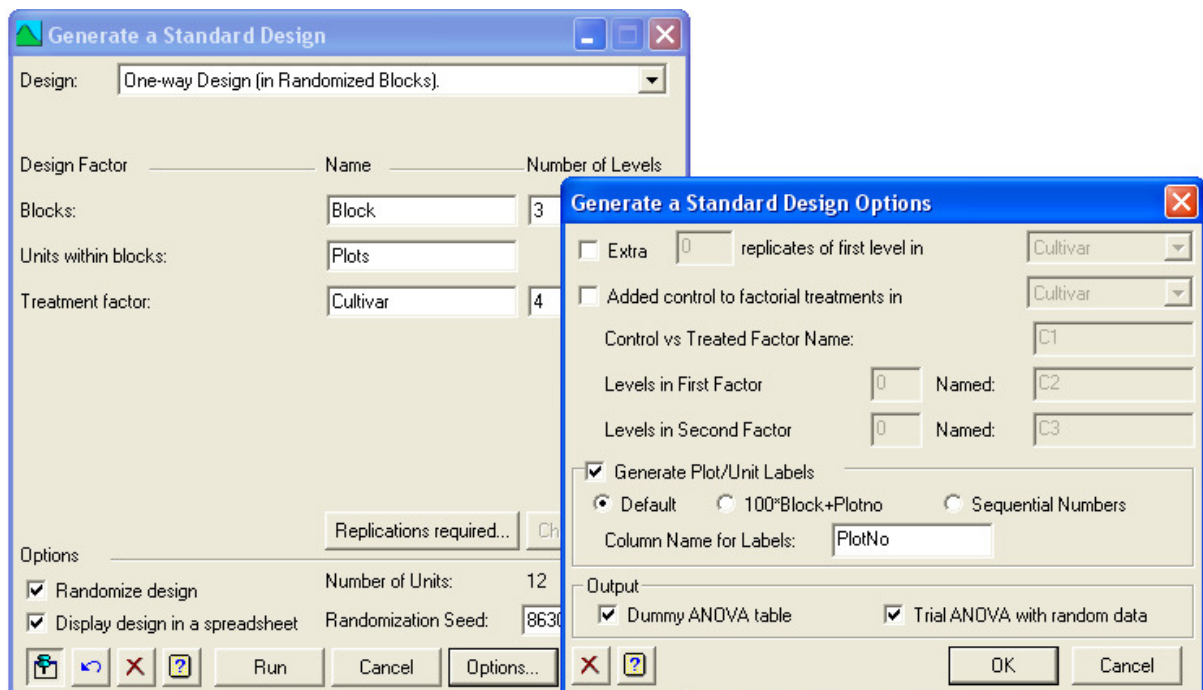 Generate a Standard Design
Design: One-way Design (in Randomized Blocks).
Design Factor Name Number of Levels
Blocks: Block 3
Units within blocks: Plots
Treatment factor: Cultivar 4
Replications required...
Options
Randomize design Number of Units: 12
Display design in a spreadsheet Randomization Seed: 8630
Run Cancel Options...
Generate a Standard Design Options
Extra 0 replicates of first level in Cultivar
Added control to factorial treatments in Cultivar
Control vs Treated Factor Name: C1
Levels in First Factor 0 Named: C2
Levels in Second Factor 0 Named: C3
Generate Plot/Unit Labels
Default 100*Block+Plotno Sequential Numbers
Column Name for Labels: PlotNo
Output
Dummy ANOVA table Trial ANOVA with random data
OK Cancel